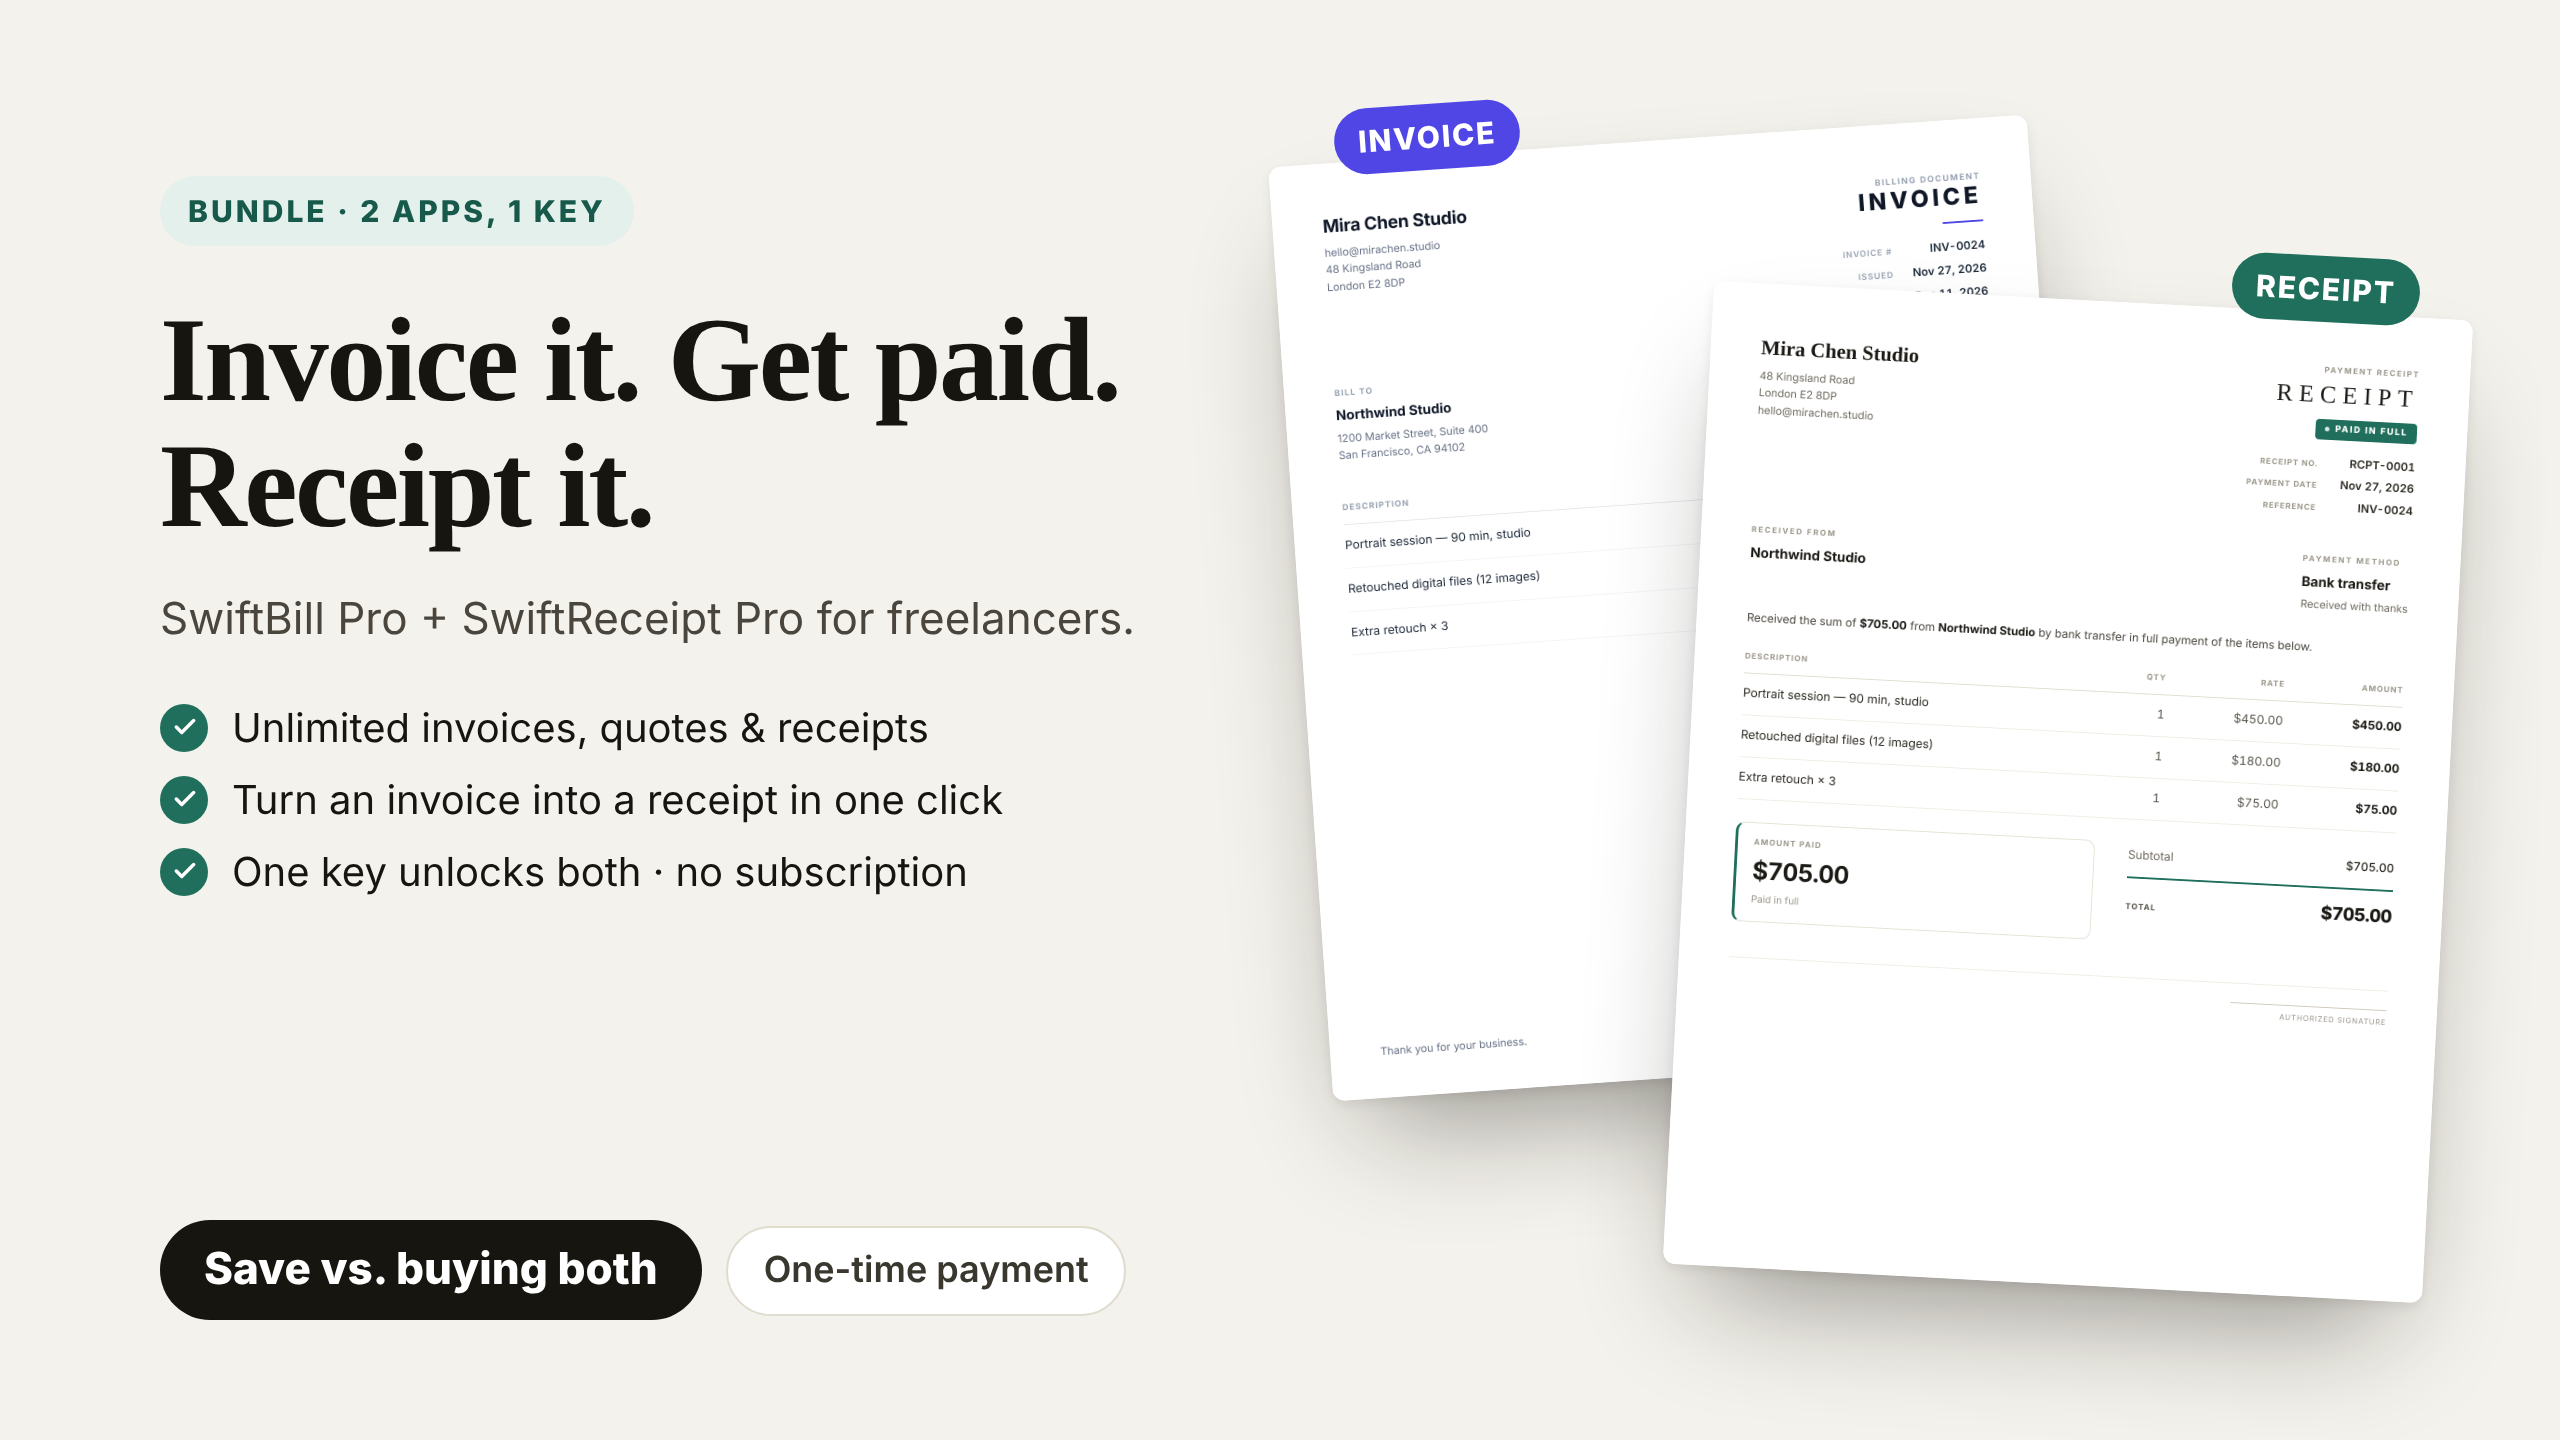 BUNDLE · 2 APPS, 1 KEY
Invoice it. Get paid.
Receipt it.
SwiftBill Pro + SwiftReceipt Pro for freelancers.
Unlimited invoices, quotes & receipts
Turn an invoice into a receipt in one click
One key unlocks both · no subscription
Save vs. buying both
One-time payment
INVOICE
Mira Chen Studio
hello@mirachen.studio
48 Kingsland Road
London E2 8DP
BILLING DOCUMENT
INVOICE
INVOICE # INV-0024
ISSUED Nov 27, 2026
11, 2026
BILL TO
Northwind Studio
1200 Market Street, Suite 400
San Francisco, CA 94102
DESCRIPTION
Portrait session — 90 min, studio
Retouched digital files (12 images)
Extra retouch × 3
Thank you for your business.
RECEIPT
Mira Chen Studio
48 Kingsland Road
London E2 8DP
hello@mirachen.studio
PAYMENT RECEIPT
RECEIPT
PAID IN FULL
RECEIPT NO. RCPT-0001
PAYMENT DATE Nov 27, 2026
REFERENCE INV-0024
RECEIVED FROM
Northwind Studio
PAYMENT METHOD
Bank transfer
Received with thanks
Received the sum of $705.00 from Northwind Studio by bank transfer in full payment of the items below.
DESCRIPTION QTY RATE AMOUNT
Portrait session — 90 min, studio 1 $450.00 $450.00
Retouched digital files (12 images) 1 $180.00 $180.00
Extra retouch × 3 1 $75.00 $75.00
AMOUNT PAID
$705.00
Paid in full
Subtotal $705.00
TOTAL $705.00
AUTHORIZED SIGNATURE